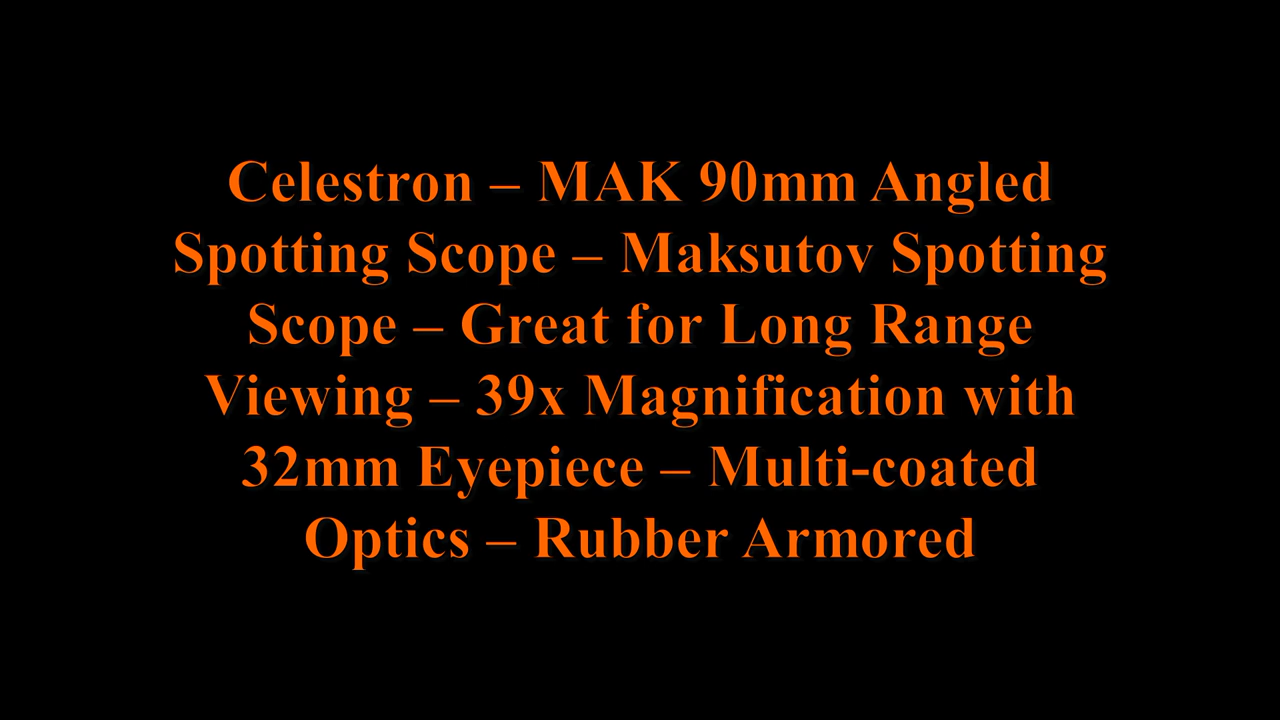 Celestron – MAK 90mm Angled
Spotting Scope – Maksutov Spotting
Scope – Great for Long Range
Viewing – 39x Magnification with
32mm Eyepiece – Multi-coated
Optics – Rubber Armored